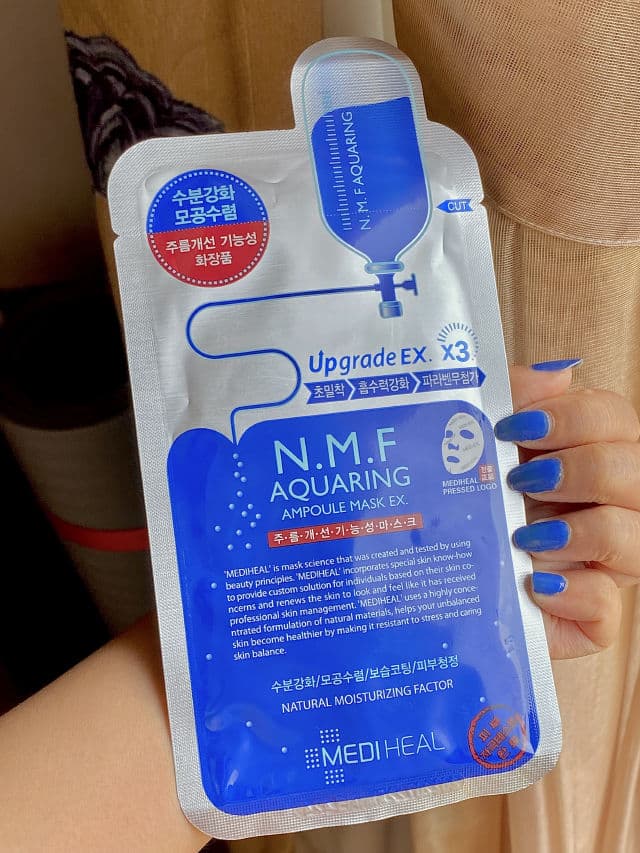 수분강화
모공수렴
주름개선 기능성
화장품
N.M.F AQUARING
CUT
Upgrade EX. X3
초밀착 흡수력강화 파라벤무첨가
N.M.F
AQUARING
AMPOULE MASK EX.
주·름·개·선·기·능·성·마·스·크
MEDIHEAL
PRESSED LOGO
'MEDIHEAL' is mask science that was created and tested by using
beauty principles. 'MEDIHEAL' incorporates special skin know-how
to provide custom solution for individuals based on their skin co-
ncerns and renews the skin to look and feel like it has received
professional skin management. 'MEDIHEAL' uses a highly conce-
ntrated formulation of natural materials, helps your unbalanced
skin become healthier by making it resistant to stress and caring
skin balance.
수분강화/모공수렴/보습코팅/피부청정
NATURAL MOISTURIZING FACTOR
MEDIHEAL